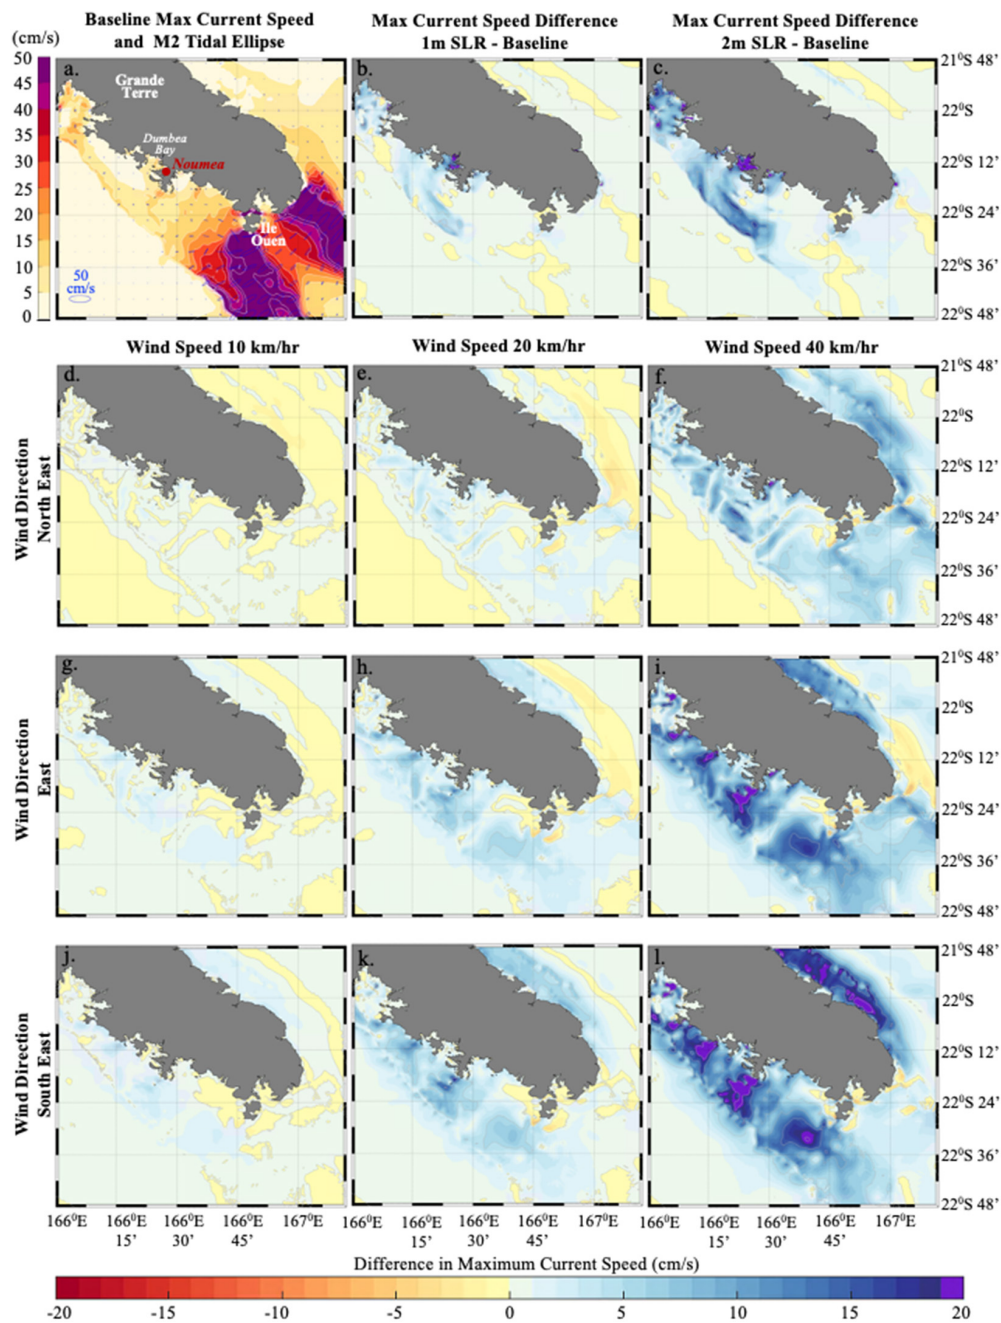 Baseline Max Current Speed
and M2 Tidal Ellipse
Max Current Speed Difference
1m SLR - Baseline
Max Current Speed Difference
2m SLR - Baseline
(cm/s)
50
45
40
35
30
25
20
15
10
5
0
a.
Grande
Terre
Dumbea
Bay
Noumea
Ile
Ouen
50
cm/s
b.
c.
21⁰S 48’
22⁰S
22⁰S 12’
22⁰S 24’
22⁰S 36’
22⁰S 48’
Wind Speed 10 km/hr
Wind Speed 20 km/hr
Wind Speed 40 km/hr
Wind Direction
North East
d.
e.
f.
21⁰S 48’
22⁰S
22⁰S 12’
22⁰S 24’
22⁰S 36’
22⁰S 48’
Wind Direction
East
g.
h.
i.
21⁰S 48’
22⁰S
22⁰S 12’
22⁰S 24’
22⁰S 36’
22⁰S 48’
Wind Direction
South East
j.
k.
l.
21⁰S 48’
22⁰S
22⁰S 12’
22⁰S 24’
22⁰S 36’
22⁰S 48’
166⁰E 166⁰E 166⁰E 166⁰E 167⁰E 166⁰E 166⁰E 166⁰E 166⁰E 167⁰E 166⁰E 166⁰E 166⁰E 166⁰E 167⁰E
15’ 30’ 45’ 15’ 30’ 45’ 15’ 30’ 45’
Difference in Maximum Current Speed (cm/s)
-20 -15 -10 -5 0 5 10 15 20